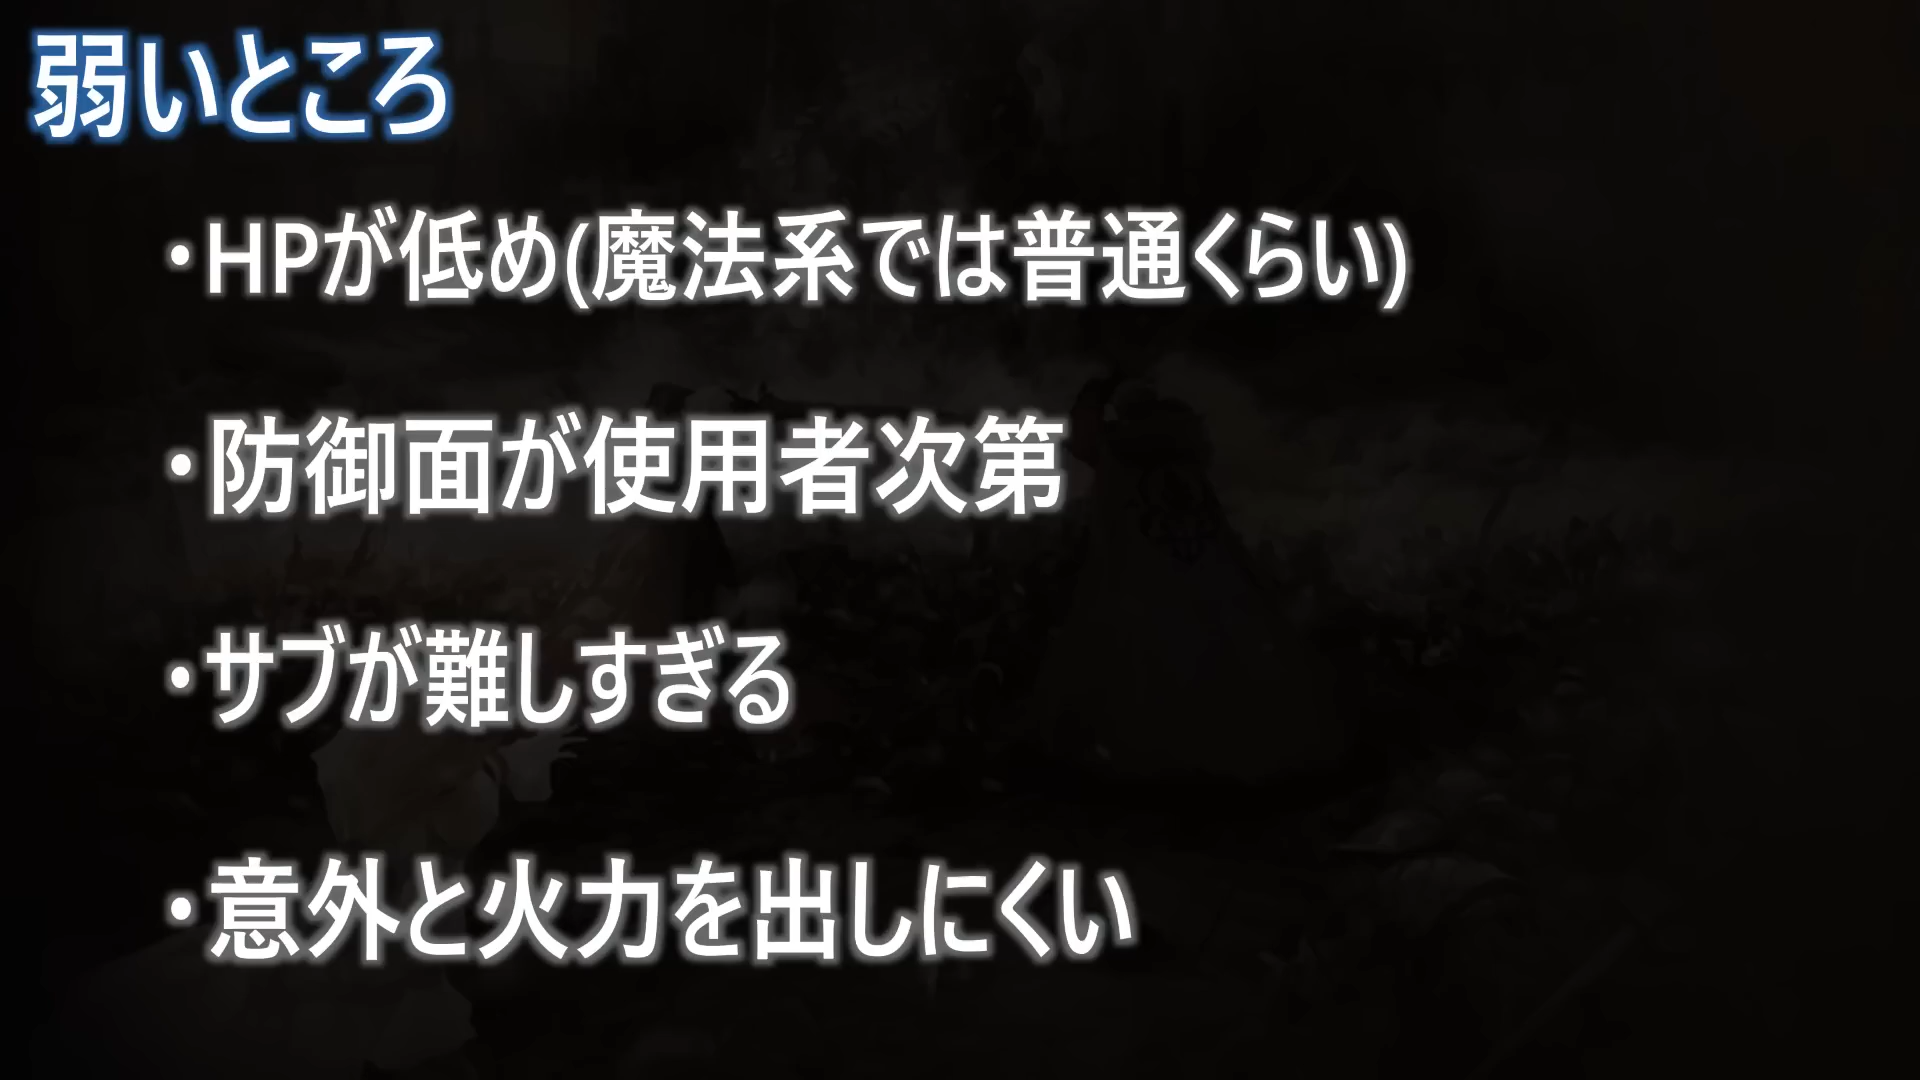 弱いところ
・HPが低め(魔法系では普通くらい)
・防御面が使用者次第
・サブが難しすぎる
・意外と火力を出しにくい